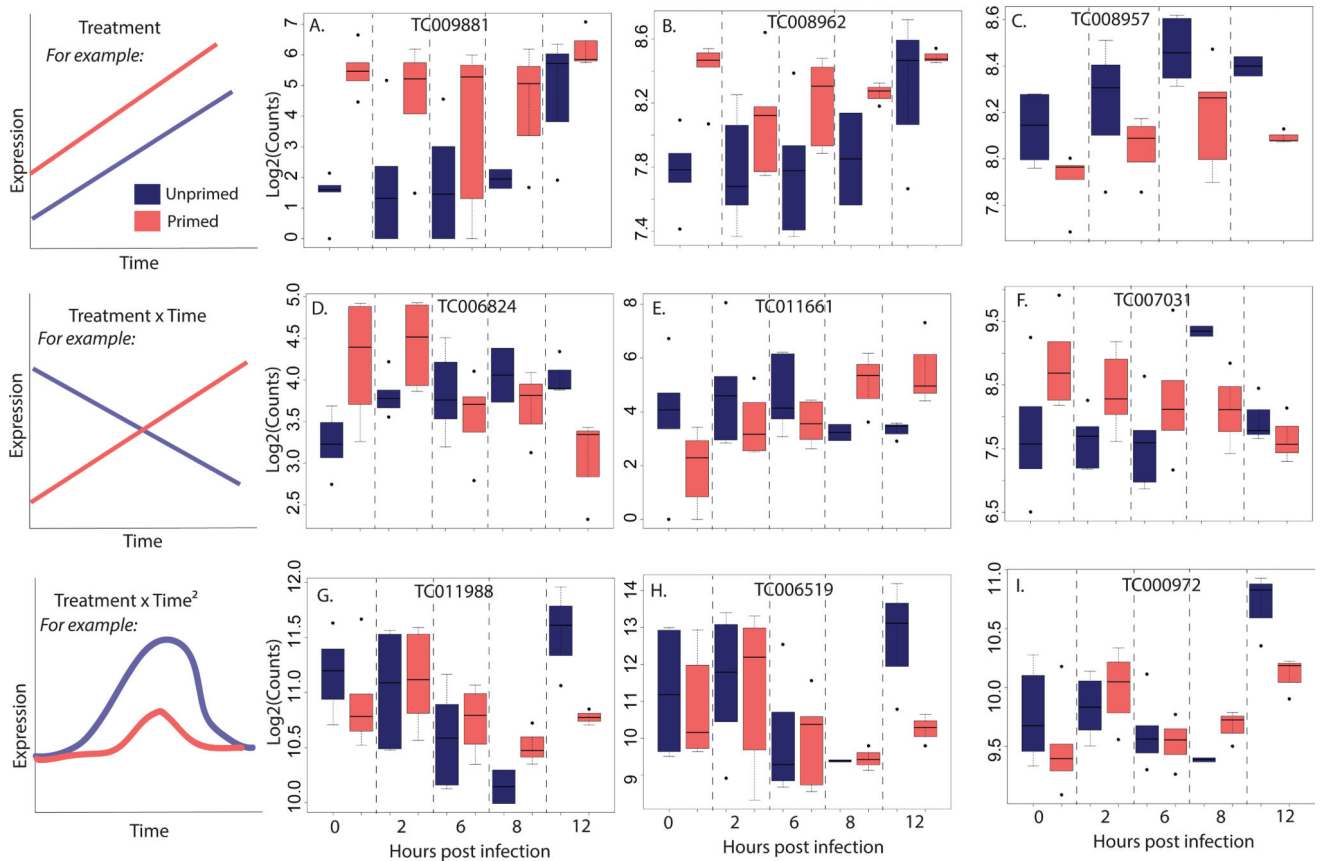 Treatment
For example:
Expression
Unprimed
Primed
Time
A.
TC009881
Log2(Counts)
7
6
5
4
3
2
1
0
B.
TC008962
8.6
8.2
7.8
7.4
C.
TC008957
8.6
8.4
8.2
8.0
7.8
Treatment x Time
For example:
Expression
Time
D.
TC006824
Log2(Counts)
5.0
4.5
4.0
3.5
3.0
2.5
E.
TC011661
8
6
4
2
0
F.
TC007031
9.5
8.5
7.5
6.5
Treatment x Time²
For example:
Expression
Time
G.
TC011988
Log2(Counts)
12.0
11.5
11.0
10.5
10.0
0 2 6 8 12
Hours post infection
H.
TC006519
14
13
12
11
10
9
0 2 6 8 12
Hours post infection
I.
TC000972
11.0
10.5
10.0
9.5
0 2 6 8 12
Hours post infection